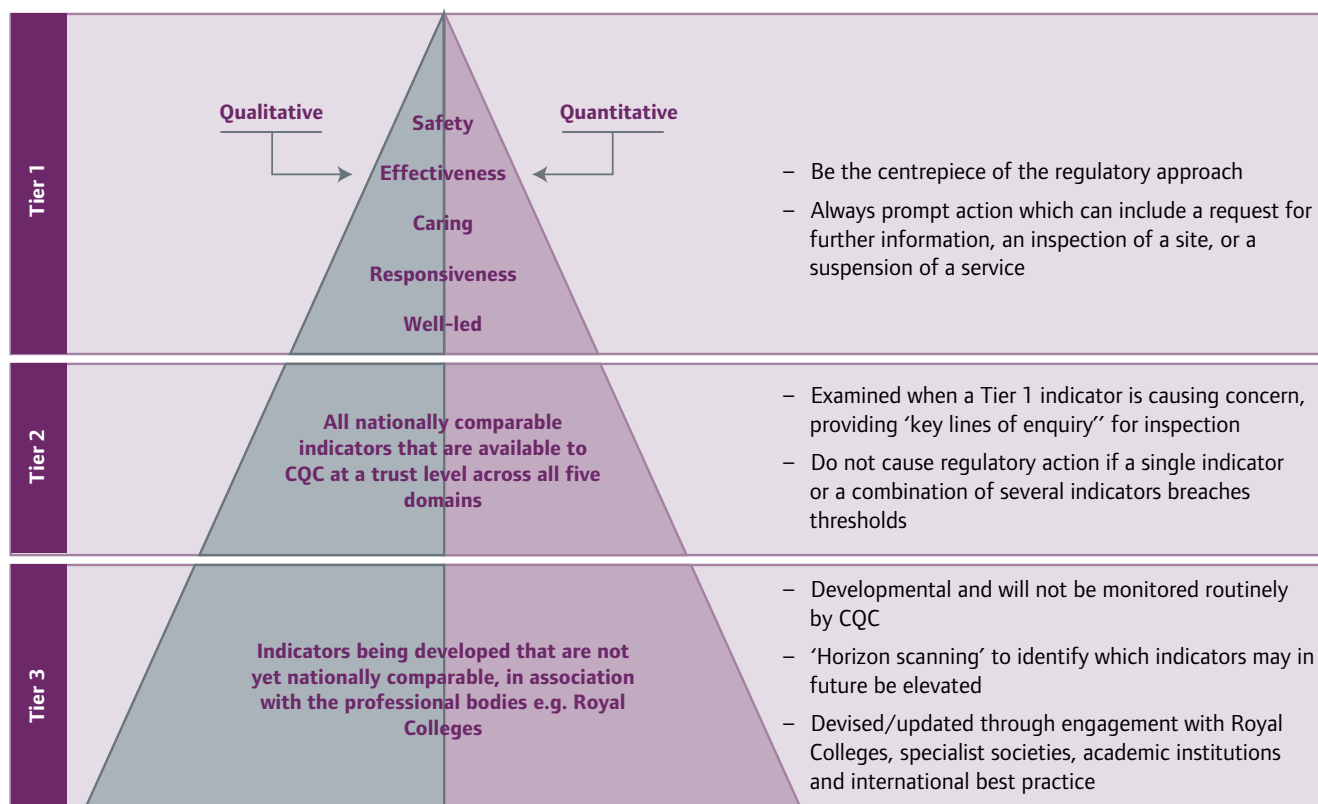 Tier 1
Qualitative
Quantitative
Safety
Effectiveness
Caring
Responsiveness
Well-led
– Be the centrepiece of the regulatory approach
– Always prompt action which can include a request for
further information, an inspection of a site, or a
suspension of a service
Tier 2
All nationally comparable
indicators that are available to
CQC at a trust level across all five
domains
– Examined when a Tier 1 indicator is causing concern,
providing ‘key lines of enquiry’’ for inspection
– Do not cause regulatory action if a single indicator
or a combination of several indicators breaches
thresholds
Tier 3
Indicators being developed that are not
yet nationally comparable, in association
with the professional bodies e.g. Royal
Colleges
– Developmental and will not be monitored routinely
by CQC
– ‘Horizon scanning’ to identify which indicators may in
future be elevated
– Devised/updated through engagement with Royal
Colleges, specialist societies, academic institutions
and international best practice